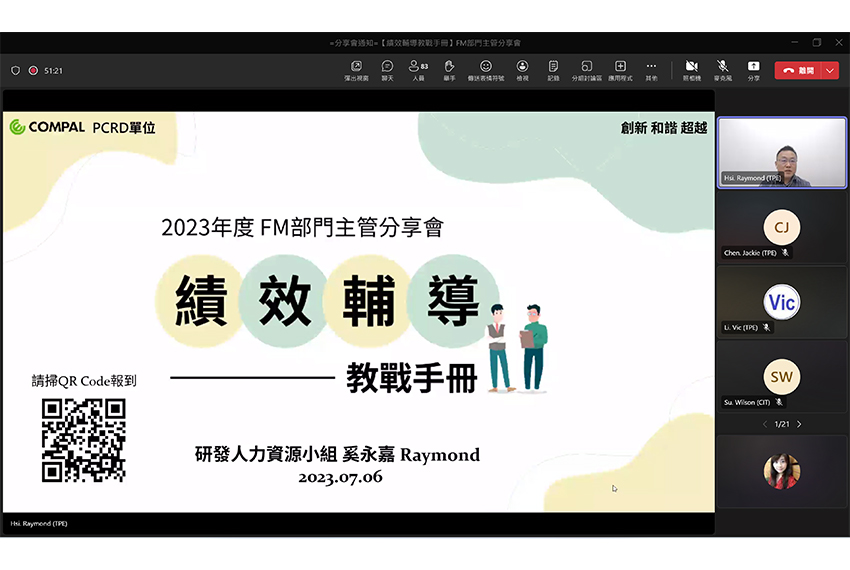 =分享會通知=【績效輔導教戰手冊】FM部門主管分享會
51:21
彈出視窗
聊天
人員
83
舉手
傳送表情符號
檢視
記錄
分組討論區
應用程式
其他
照相機
麥克風
分享
離開
COMPAL PCRD單位
創新 和諧 超越
2023年度 FM部門主管分享會
績效輔導
教戰手冊
請掃QR Code報到
研發人力資源小組 奚永嘉 Raymond
2023.07.06
Hsi. Raymond (TPE)
Hsi. Raymond (TPE)
CJ
Chen. Jackie (TPE)
Vic
Li. Vic (TPE)
SW
Su. Wilson (CIT)
1/21